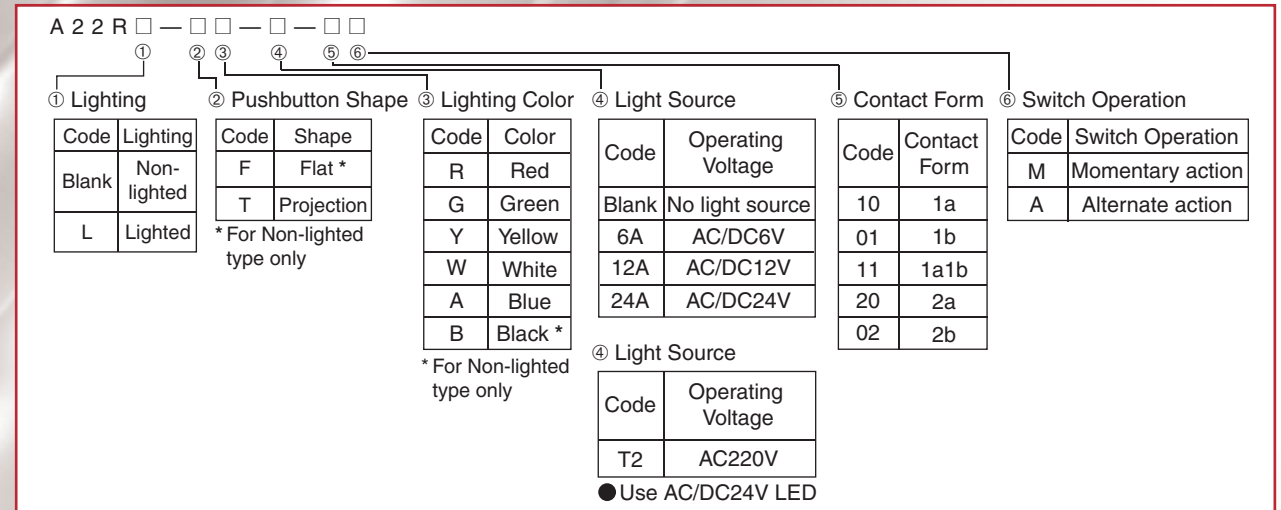 A22R□ — □□ — □ — □□
① ② ③ ④ ⑤ ⑥
① Lighting
Code Lighting
Blank Non-lighted
L Lighted
② Pushbutton Shape
Code Shape
F Flat *
T Projection
* For Non-lighted
type only
③ Lighting Color
Code Color
R Red
G Green
Y Yellow
W White
A Blue
B Black *
* For Non-lighted
type only
④ Light Source
Code Operating Voltage
Blank No light source
6A AC/DC6V
12A AC/DC12V
24A AC/DC24V
④ Light Source
Code Operating Voltage
T2 AC220V
●Use AC/DC24V LED
⑤ Contact Form
Code Contact Form
10 1a
01 1b
11 1a1b
20 2a
02 2b
⑥ Switch Operation
Code Switch Operation
M Momentary action
A Alternate action